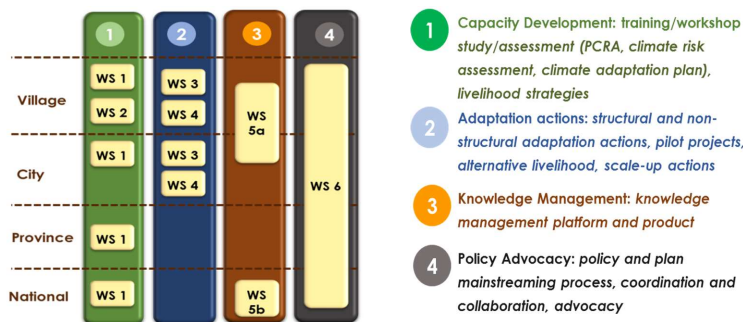 1 2 3 4
Village
WS 1 WS 3
WS 2 WS 4
WS
5a
City
WS 1 WS 3
WS 4
WS 6
Province
WS 1
National
WS 1
WS
5b
1
Capacity Development: training/workshop
study/assessment (PCRA, climate risk
assessment, climate adaptation plan),
livelihood strategies
2
Adaptation actions: structural and non-
structural adaptation actions, pilot projects,
alternative livelihood, scale-up actions
3
Knowledge Management: knowledge
management platform and product
4
Policy Advocacy: policy and plan
mainstreaming process, coordination and
collaboration, advocacy